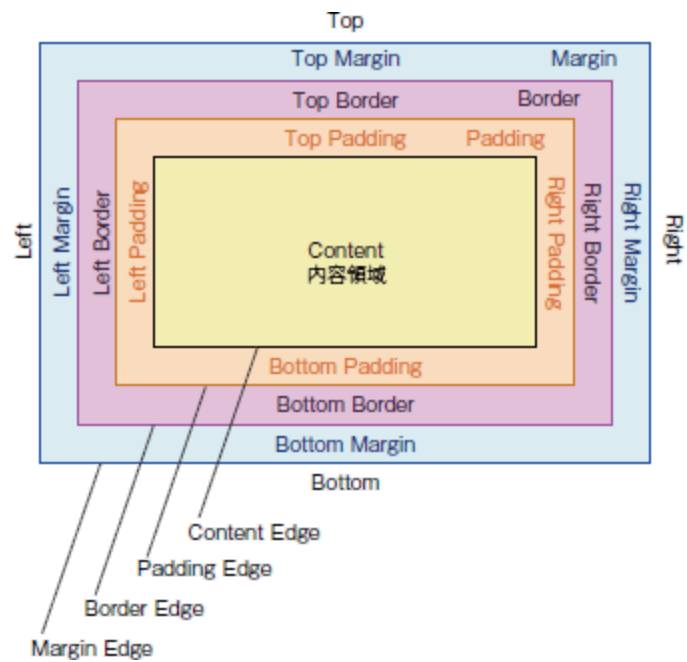 Top
Top Margin
Margin
Top Border
Border
Top Padding
Padding
Left
Left Margin
Left Border
Left Padding
Content
内容領域
Right Padding
Right Border
Right Margin
Right
Bottom Padding
Bottom Border
Bottom Margin
Bottom
Content Edge
Padding Edge
Border Edge
Margin Edge